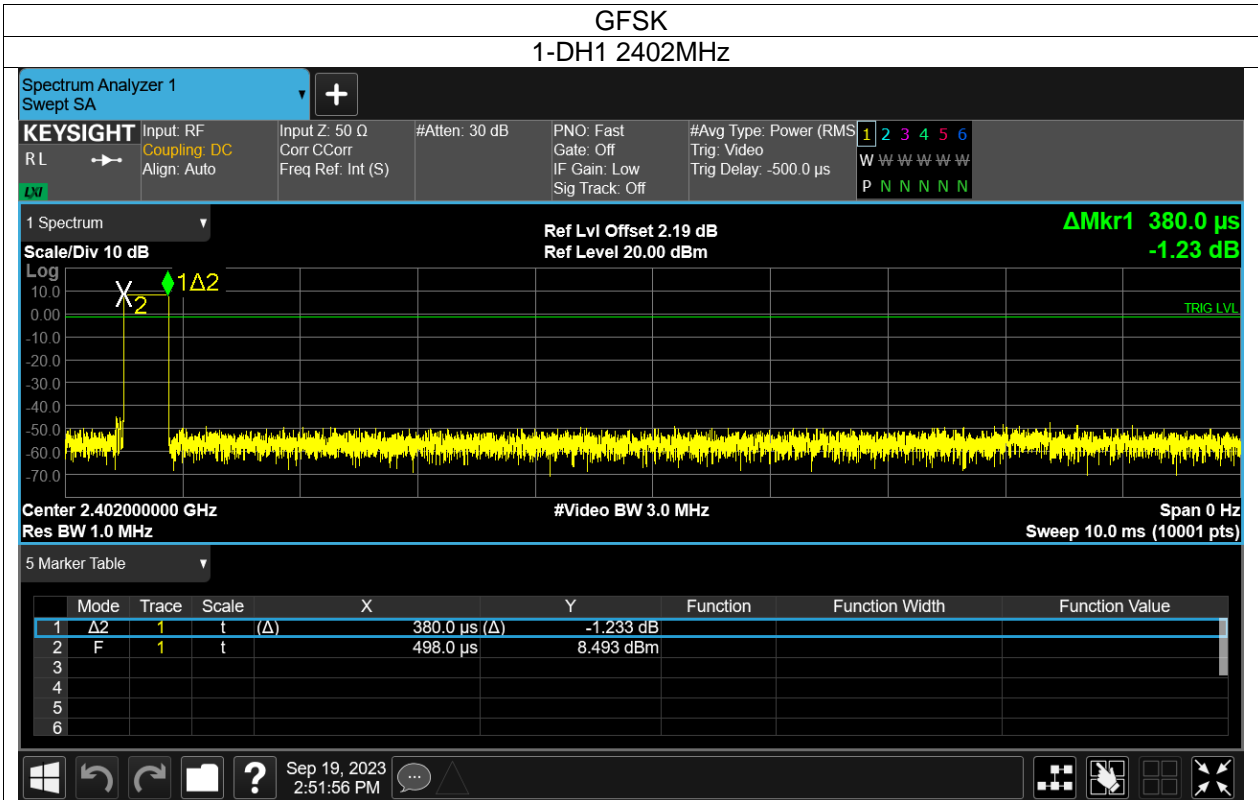 GFSK
1-DH1 2402MHz
Spectrum Analyzer 1
Swept SA
KEYSIGHT
RL
LXI
Input: RF
Coupling: DC
Align: Auto
Input Z: 50 Ω
Corr CCorr
Freq Ref: Int (S)
#Atten: 30 dB
PNO: Fast
Gate: Off
IF Gain: Low
Sig Track: Off
#Avg Type: Power (RMS
Trig: Video
Trig Delay: -500.0 µs
1 2 3 4 5 6
W W W W W W
P N N N N N
1 Spectrum
Scale/Div 10 dB
Ref Lvl Offset 2.19 dB
Ref Level 20.00 dBm
ΔMkr1 380.0 µs
-1.23 dB
Log
10.0
0.00
-10.0
-20.0
-30.0
-40.0
-50.0
-60.0
-70.0
X2
1Δ2
TRIG LVL
Center 2.402000000 GHz
#Video BW 3.0 MHz
Span 0 Hz
Res BW 1.0 MHz
Sweep 10.0 ms (10001 pts)
5 Marker Table
Mode Trace Scale X Y Function Function Width Function Value
1 Δ2 1 t (Δ) 380.0 µs (Δ) -1.233 dB
2 F 1 t 498.0 µs 8.493 dBm
3
4
5
6
?
Sep 19, 2023
2:51:56 PM